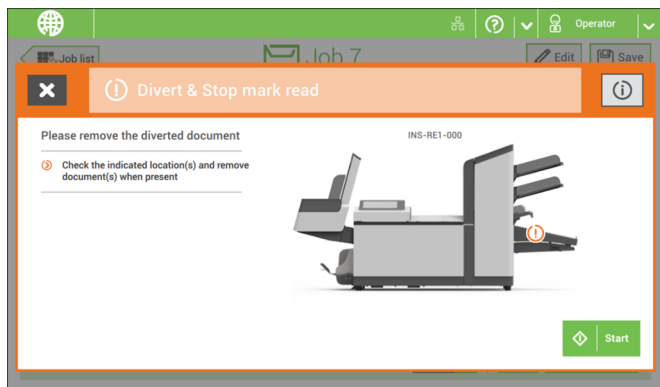 Operator
Job list
Job 7
Edit
Save
Divert & Stop mark read
Please remove the diverted document
INS-RE1-000
Check the indicated location(s) and remove
document(s) when present
Start